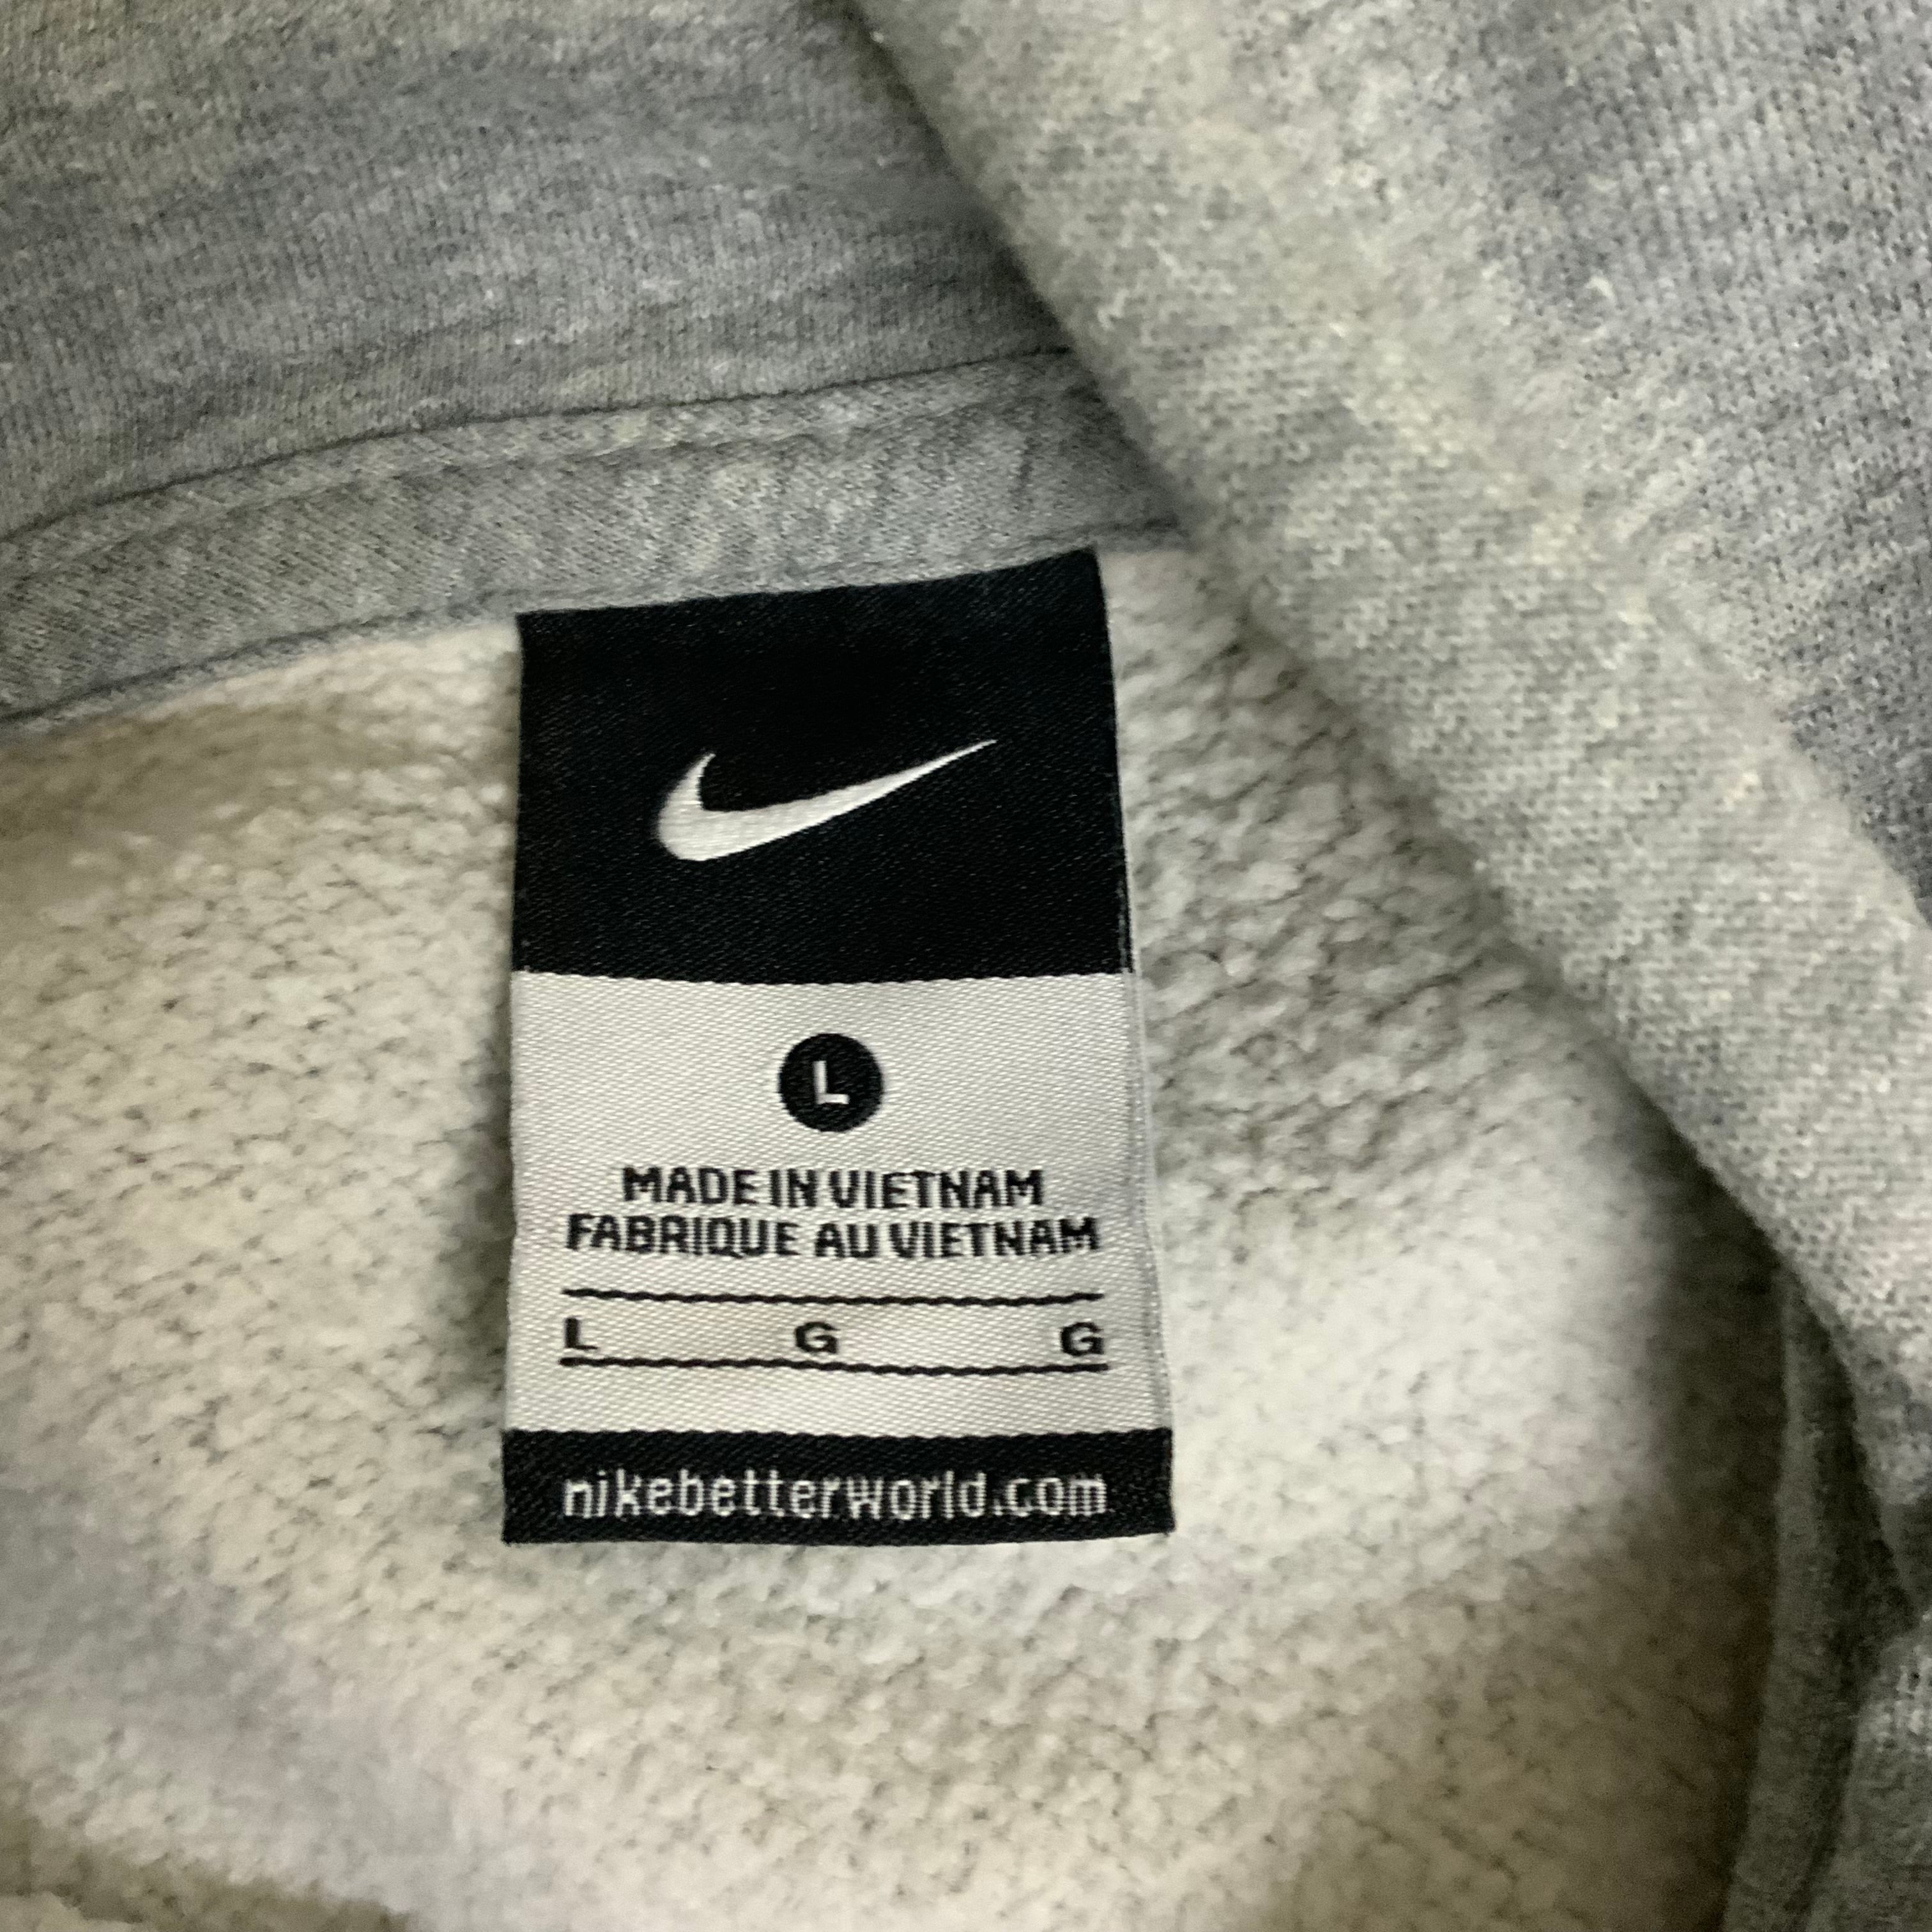 L
MADE IN VIETNAM
FABRIQUE AU VIETNAM
L G G
nikebetterworld.com